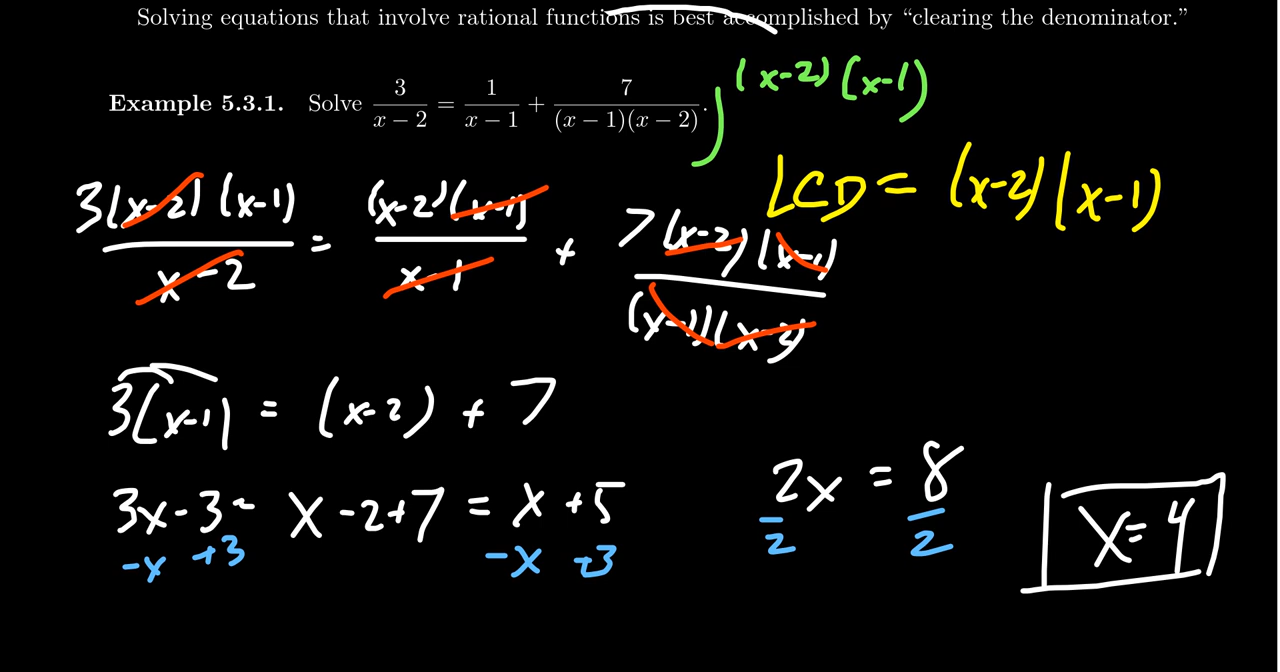 Solving equations that involve rational functions is best accomplished by “clearing the denominator.”
Example 5.3.1. Solve 3/(x − 2) = 1/(x − 1) + 7/((x − 1)(x − 2)).
(x-2)(x-1)
LCD = (x-2)(x-1)
3(x-2)(x-1)/(x-2) = (x-2)(x-1)/(x-1) + 7(x-2)(x-1)/((x-1)(x-2))
3(x-1) = (x-2) + 7
3x-3 = x-2+7 = x+5
-x +3 -x +3
2x = 8
2 2
x=4